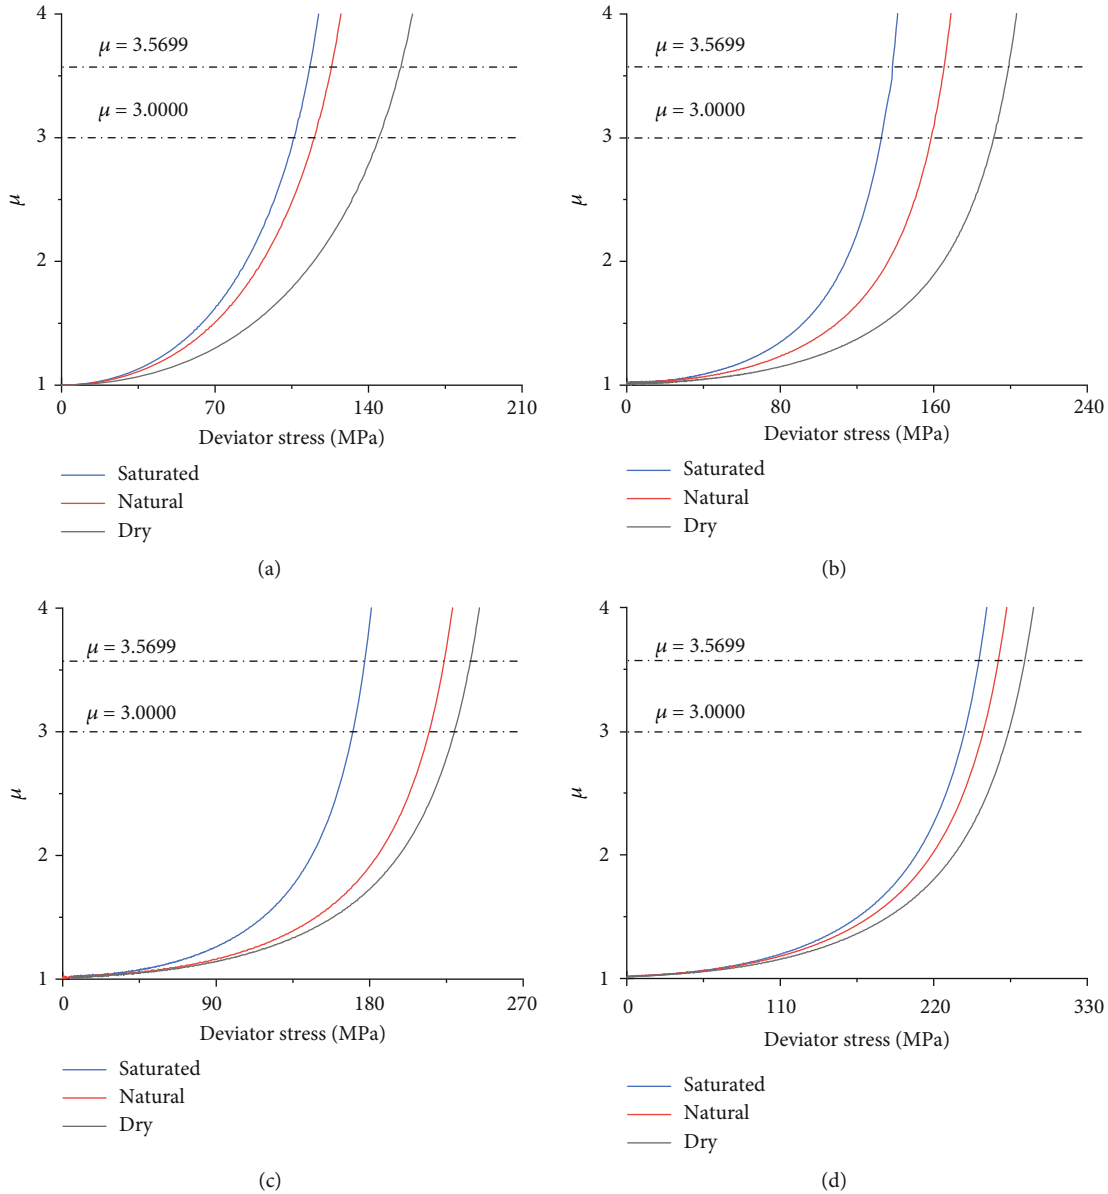 4
3
2
1
μ
μ = 3.5699
μ = 3.0000
0 70 140 210
Deviator stress (MPa)
Saturated
Natural
Dry
(a)
4
3
2
1
μ
μ = 3.5699
μ = 3.0000
0 80 160 240
Deviator stress (MPa)
Saturated
Natural
Dry
(b)
4
3
2
1
μ
μ = 3.5699
μ = 3.0000
0 90 180 270
Deviator stress (MPa)
Saturated
Natural
Dry
(c)
4
3
2
1
μ
μ = 3.5699
μ = 3.0000
0 110 220 330
Deviator stress (MPa)
Saturated
Natural
Dry
(d)